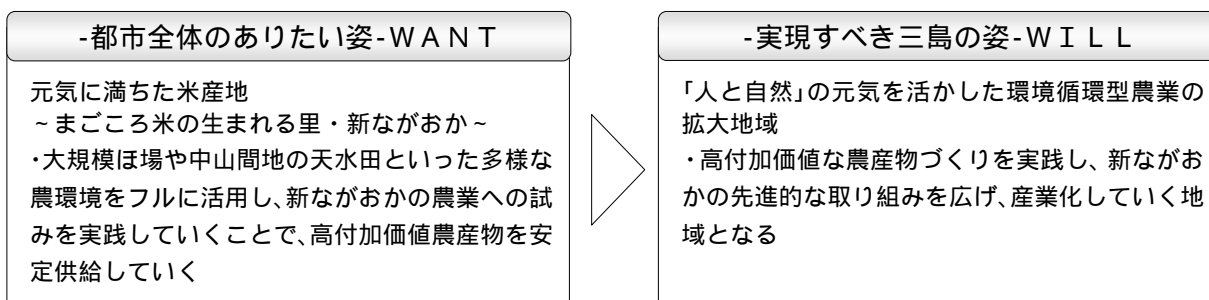 -都市全体のありたい姿-ＷＡＮＴ
元気に満ちた米産地
～まごころ米の生まれる里・新ながおか～
・大規模ほ場や中山間地の天水田といった多様な
農環境をフルに活用し、新ながおかの農業への試
みを実践していくことで、高付加価値農産物を安
定供給していく
-実現すべき三島の姿-ＷＩＬＬ
「人と自然」の元気を活かした環境循環型農業の
拡大地域
・高付加価値な農産物づくりを実践し、新ながお
かの先進的な取り組みを広げ、産業化していく地
域となる